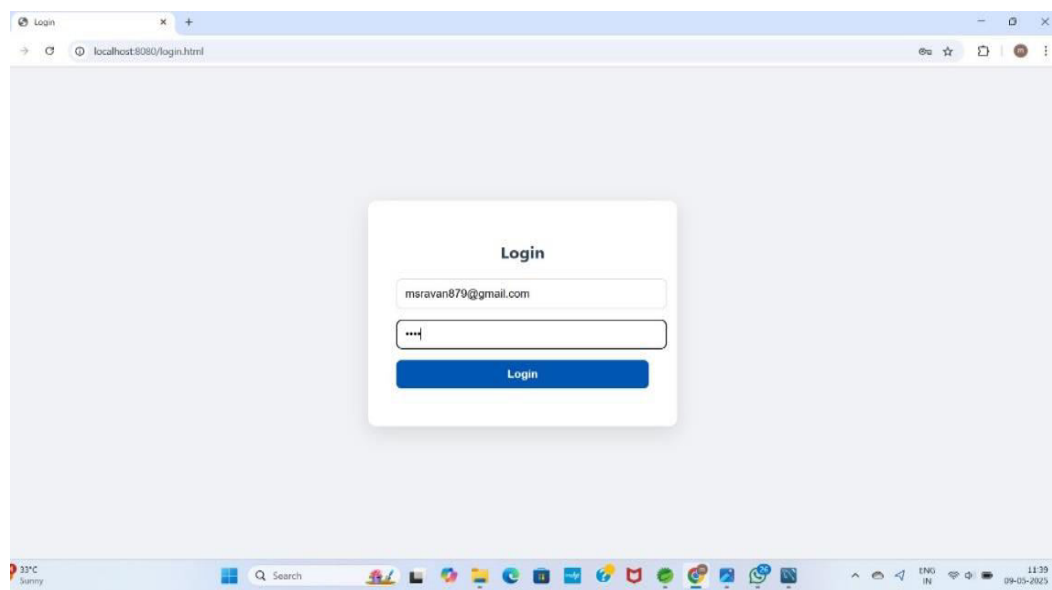 Login
localhost:8080/login.html
Login
msravan879@gmail.com
••••
Login
33°C
Sunny
Search
26
ENG
IN
11:39
09-05-2025